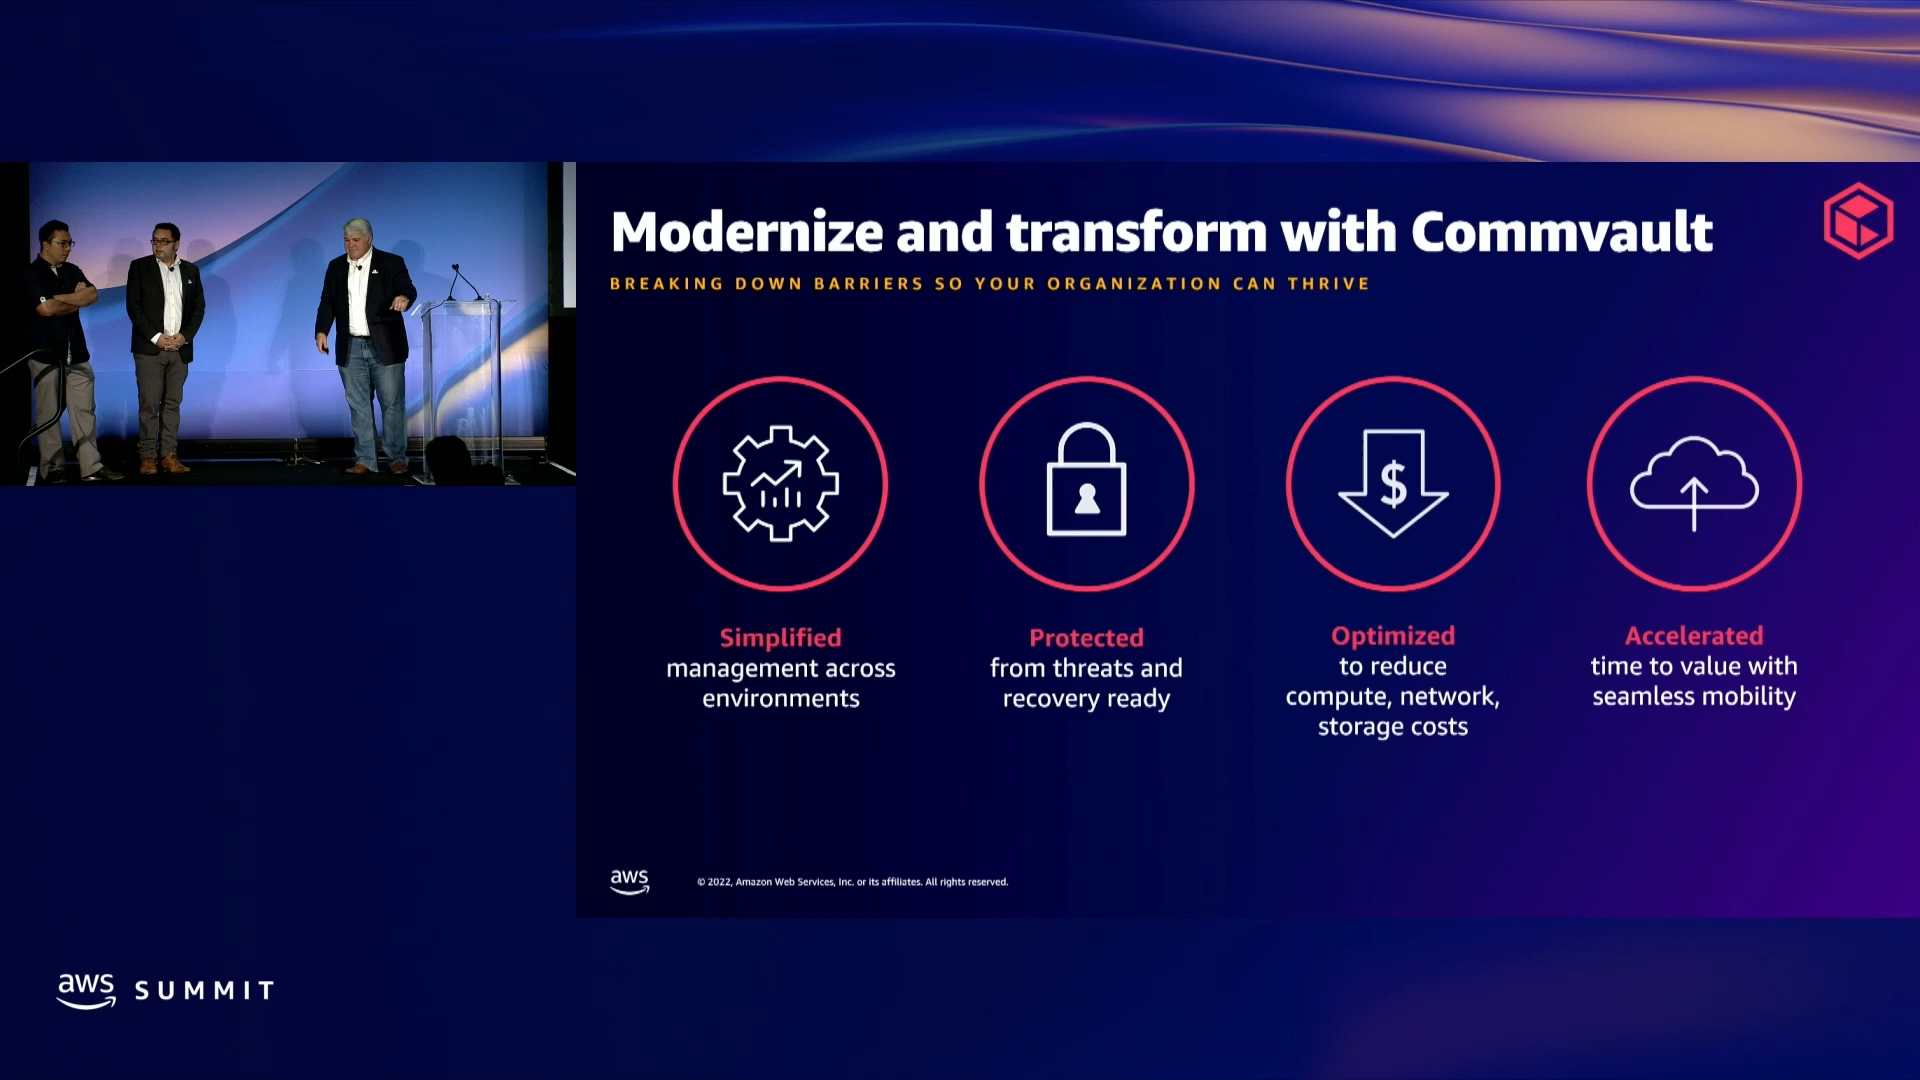 Modernize and transform with Commvault
BREAKING DOWN BARRIERS SO YOUR ORGANIZATION CAN THRIVE
$
Simplified
management across
environments
Protected
from threats and
recovery ready
Optimized
to reduce
compute, network,
storage costs
Accelerated
time to value with
seamless mobility
aws
© 2022, Amazon Web Services, Inc. or its affiliates. All rights reserved.
aws SUMMIT